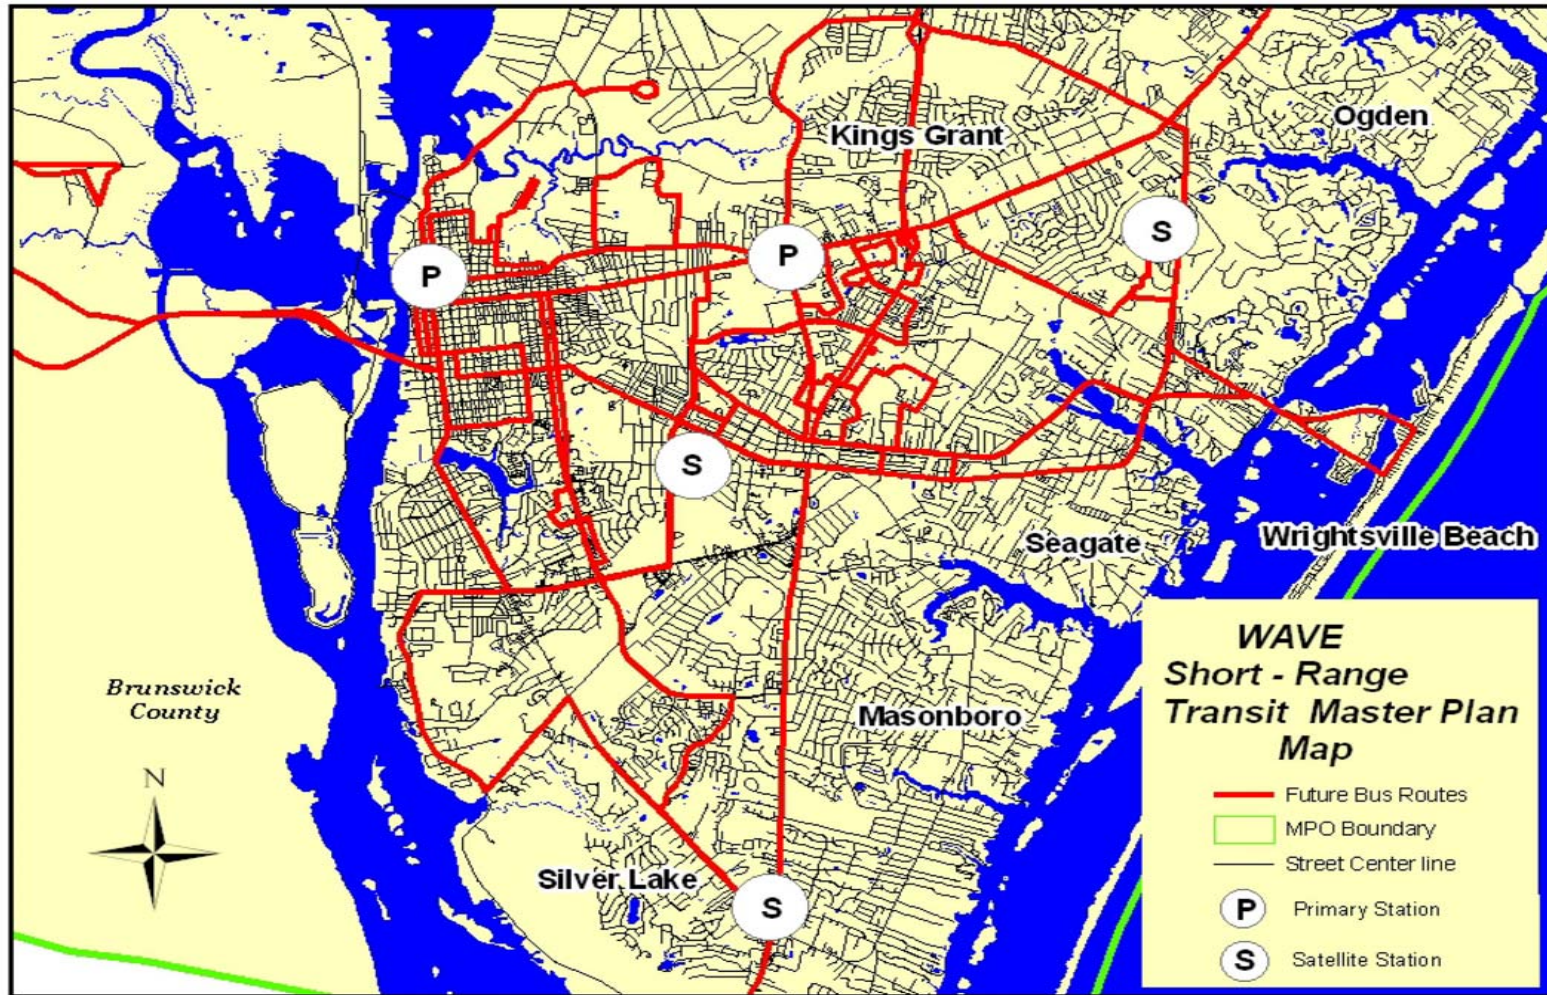 Ogden
Kings Grant
S
P
P
S
Seagate
Wrightsville Beach
Brunswick
County
Masonboro
N
Silver Lake
S
WAVE
Short - Range
Transit Master Plan
Map
Future Bus Routes
MPO Boundary
Street Center line
P Primary Station
S Satellite Station